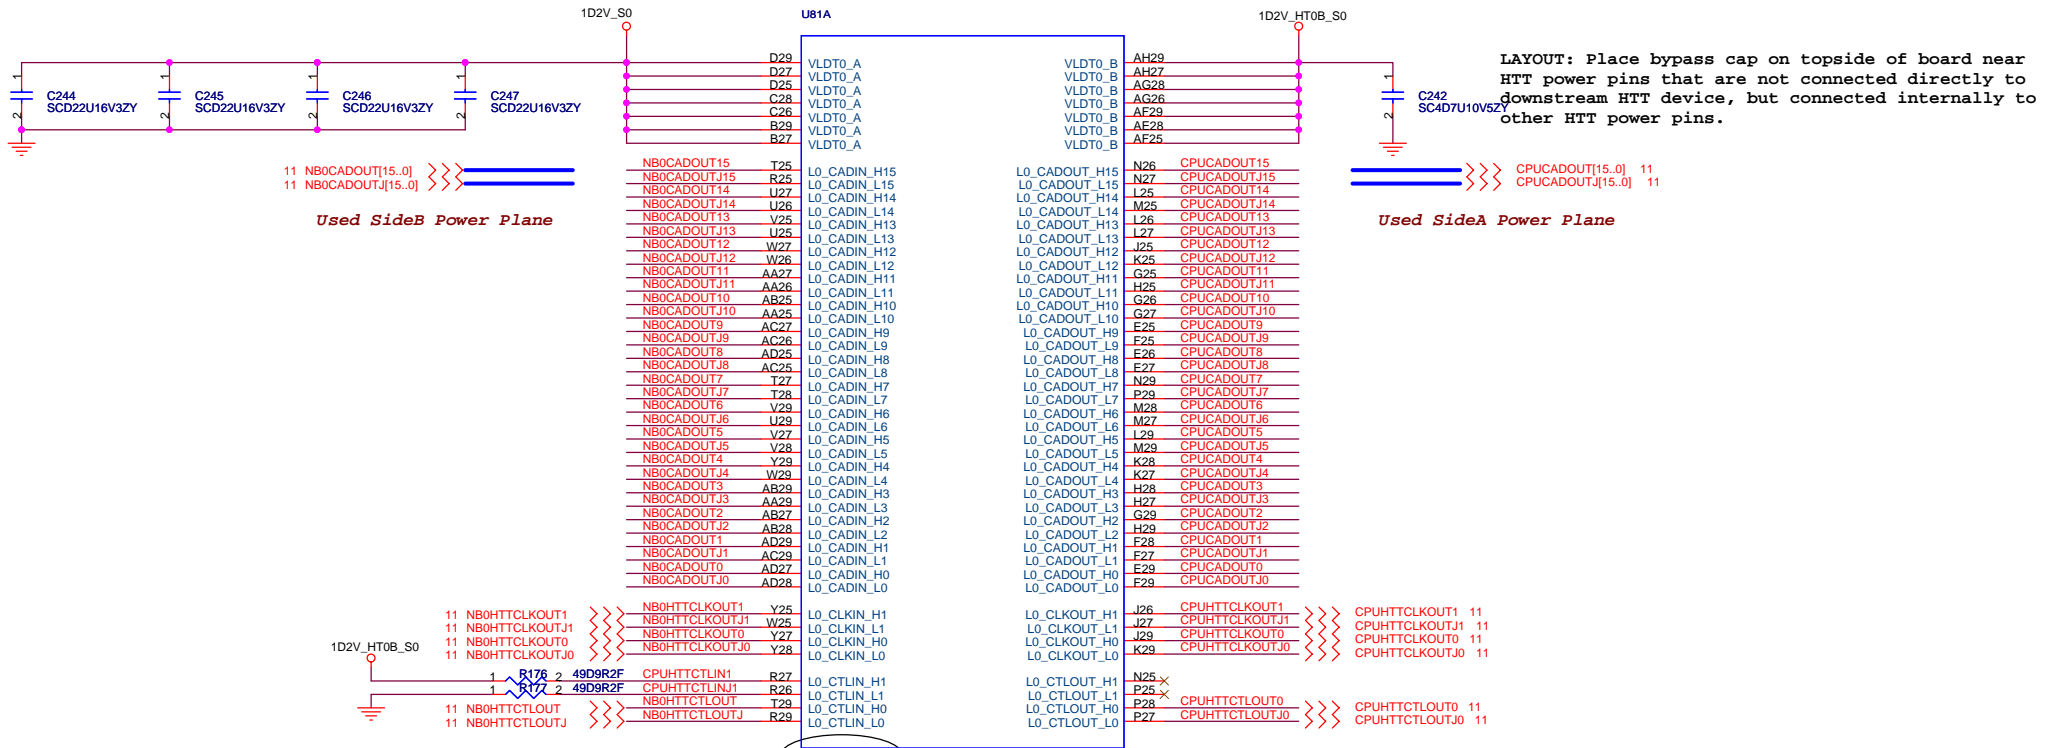 1D2V_S0
U81A
1D2V_HT0B_S0
D29 VLDT0_A VLDT0_B AH29
D27 VLDT0_A VLDT0_B AH27
D25 VLDT0_A VLDT0_B AG28
C28 VLDT0_A VLDT0_B AG26
C26 VLDT0_A VLDT0_B AF29
B29 VLDT0_A VLDT0_B AE28
B27 VLDT0_A VLDT0_B AF25
1 1 1 1 1
C244 C245 C246 C247 C242
SCD22U16V3ZY SCD22U16V3ZY SCD22U16V3ZY SCD22U16V3ZY SC4D7U10V5ZY
2 2 2 2 2
LAYOUT: Place bypass cap on topside of board near
HTT power pins that are not connected directly to
downstream HTT device, but connected internally to
other HTT power pins.
11 NB0CADOUT[15..0]
11 NB0CADOUTJ[15..0]
Used SideB Power Plane
CPUCADOUT[15..0] 11
CPUCADOUTJ[15..0] 11
Used SideA Power Plane
NB0CADOUT15 T25 L0_CADIN_H15 L0_CADOUT_H15 N26 CPUCADOUT15
NB0CADOUTJ15 R25 L0_CADIN_L15 L0_CADOUT_L15 N27 CPUCADOUTJ15
NB0CADOUT14 U27 L0_CADIN_H14 L0_CADOUT_H14 L25 CPUCADOUT14
NB0CADOUTJ14 U26 L0_CADIN_L14 L0_CADOUT_L14 M25 CPUCADOUTJ14
NB0CADOUT13 V25 L0_CADIN_H13 L0_CADOUT_H13 L26 CPUCADOUT13
NB0CADOUTJ13 U25 L0_CADIN_L13 L0_CADOUT_L13 L27 CPUCADOUTJ13
NB0CADOUT12 W27 L0_CADIN_H12 L0_CADOUT_H12 J25 CPUCADOUT12
NB0CADOUTJ12 W26 L0_CADIN_L12 L0_CADOUT_L12 K25 CPUCADOUTJ12
NB0CADOUT11 AA27 L0_CADIN_H11 L0_CADOUT_H11 G25 CPUCADOUT11
NB0CADOUTJ11 AA26 L0_CADIN_L11 L0_CADOUT_L11 H25 CPUCADOUTJ11
NB0CADOUT10 AB25 L0_CADIN_H10 L0_CADOUT_H10 G26 CPUCADOUT10
NB0CADOUTJ10 AA25 L0_CADIN_L10 L0_CADOUT_L10 G27 CPUCADOUTJ10
NB0CADOUT9 AC27 L0_CADIN_H9 L0_CADOUT_H9 E25 CPUCADOUT9
NB0CADOUTJ9 AC26 L0_CADIN_L9 L0_CADOUT_L9 F25 CPUCADOUTJ9
NB0CADOUT8 AD25 L0_CADIN_H8 L0_CADOUT_H8 E26 CPUCADOUT8
NB0CADOUTJ8 AC25 L0_CADIN_L8 L0_CADOUT_L8 E27 CPUCADOUTJ8
NB0CADOUT7 T27 L0_CADIN_H7 L0_CADOUT_H7 N29 CPUCADOUT7
NB0CADOUTJ7 T28 L0_CADIN_L7 L0_CADOUT_L7 P29 CPUCADOUTJ7
NB0CADOUT6 V29 L0_CADIN_H6 L0_CADOUT_H6 M28 CPUCADOUT6
NB0CADOUTJ6 U29 L0_CADIN_L6 L0_CADOUT_L6 M27 CPUCADOUTJ6
NB0CADOUT5 V27 L0_CADIN_H5 L0_CADOUT_H5 L29 CPUCADOUT5
NB0CADOUTJ5 V28 L0_CADIN_L5 L0_CADOUT_L5 M29 CPUCADOUTJ5
NB0CADOUT4 Y29 L0_CADIN_H4 L0_CADOUT_H4 K28 CPUCADOUT4
NB0CADOUTJ4 W29 L0_CADIN_L4 L0_CADOUT_L4 K27 CPUCADOUTJ4
NB0CADOUT3 AB29 L0_CADIN_H3 L0_CADOUT_H3 H28 CPUCADOUT3
NB0CADOUTJ3 AA29 L0_CADIN_L3 L0_CADOUT_L3 H27 CPUCADOUTJ3
NB0CADOUT2 AB27 L0_CADIN_H2 L0_CADOUT_H2 G29 CPUCADOUT2
NB0CADOUTJ2 AB28 L0_CADIN_L2 L0_CADOUT_L2 H29 CPUCADOUTJ2
NB0CADOUT1 AD29 L0_CADIN_H1 L0_CADOUT_H1 F28 CPUCADOUT1
NB0CADOUTJ1 AC29 L0_CADIN_L1 L0_CADOUT_L1 F27 CPUCADOUTJ1
NB0CADOUT0 AD27 L0_CADIN_H0 L0_CADOUT_H0 E29 CPUCADOUT0
NB0CADOUTJ0 AD28 L0_CADIN_L0 L0_CADOUT_L0 F29 CPUCADOUTJ0
11 NB0HTTCLKOUT1 NB0HTTCLKOUT1 Y25 L0_CLKIN_H1 L0_CLKOUT_H1 J26 CPUHTTCLKOUT1 CPUHTTCLKOUT1 11
11 NB0HTTCLKOUTJ1 NB0HTTCLKOUTJ1 W25 L0_CLKIN_L1 L0_CLKOUT_L1 J27 CPUHTTCLKOUTJ1 CPUHTTCLKOUTJ1 11
11 NB0HTTCLKOUT0 NB0HTTCLKOUT0 Y27 L0_CLKIN_H0 L0_CLKOUT_H0 J29 CPUHTTCLKOUT0 CPUHTTCLKOUT0 11
11 NB0HTTCLKOUTJ0 NB0HTTCLKOUTJ0 Y28 L0_CLKIN_L0 L0_CLKOUT_L0 K29 CPUHTTCLKOUTJ0 CPUHTTCLKOUTJ0 11
1D2V_HT0B_S0
1 R176 2 49D9R2F CPUHTTCTLIN1 R27 L0_CTLIN_H1 L0_CTLOUT_H1 N25
1 R177 2 49D9R2F CPUHTTCTLINJ1 R26 L0_CTLIN_L1 L0_CTLOUT_L1 P25
11 NB0HTTCTLOUT NB0HTTCTLOUT T29 L0_CTLIN_H0 L0_CTLOUT_H0 P28 CPUHTTCTLOUT0 CPUHTTCTLOUT0 11
11 NB0HTTCTLOUTJ NB0HTTCTLOUTJ R29 L0_CTLIN_L0 L0_CTLOUT_L0 P27 CPUHTTCTLOUTJ0 CPUHTTCTLOUTJ0 11